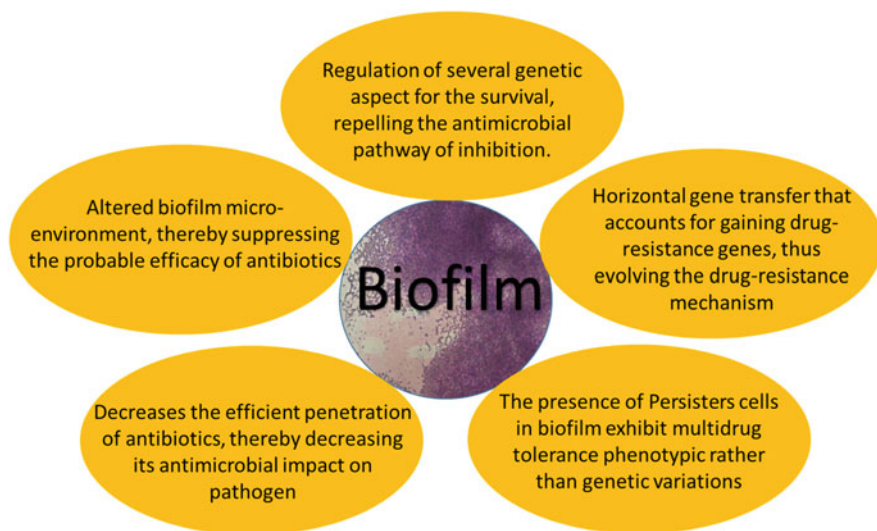 Regulation of several genetic
aspect for the survival,
repelling the antimicrobial
pathway of inhibition.
Altered biofilm micro-
environment, thereby suppressing
the probable efficacy of antibiotics
Horizontal gene transfer that
accounts for gaining drug-
resistance genes, thus
evolving the drug-resistance
mechanism
Biofilm
Decreases the efficient penetration
of antibiotics, thereby decreasing
its antimicrobial impact on
pathogen
The presence of Persisters cells
in biofilm exhibit multidrug
tolerance phenotypic rather
than genetic variations